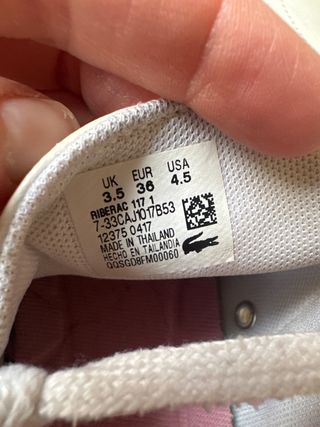 UK EUR USA
3.5 36 4.5
RIBERAC 117 1
7-33CAJ1017B53
12375 0417
MADE IN THAILAND
HECHO EN TAILANDIA
OQSGD8FM00060